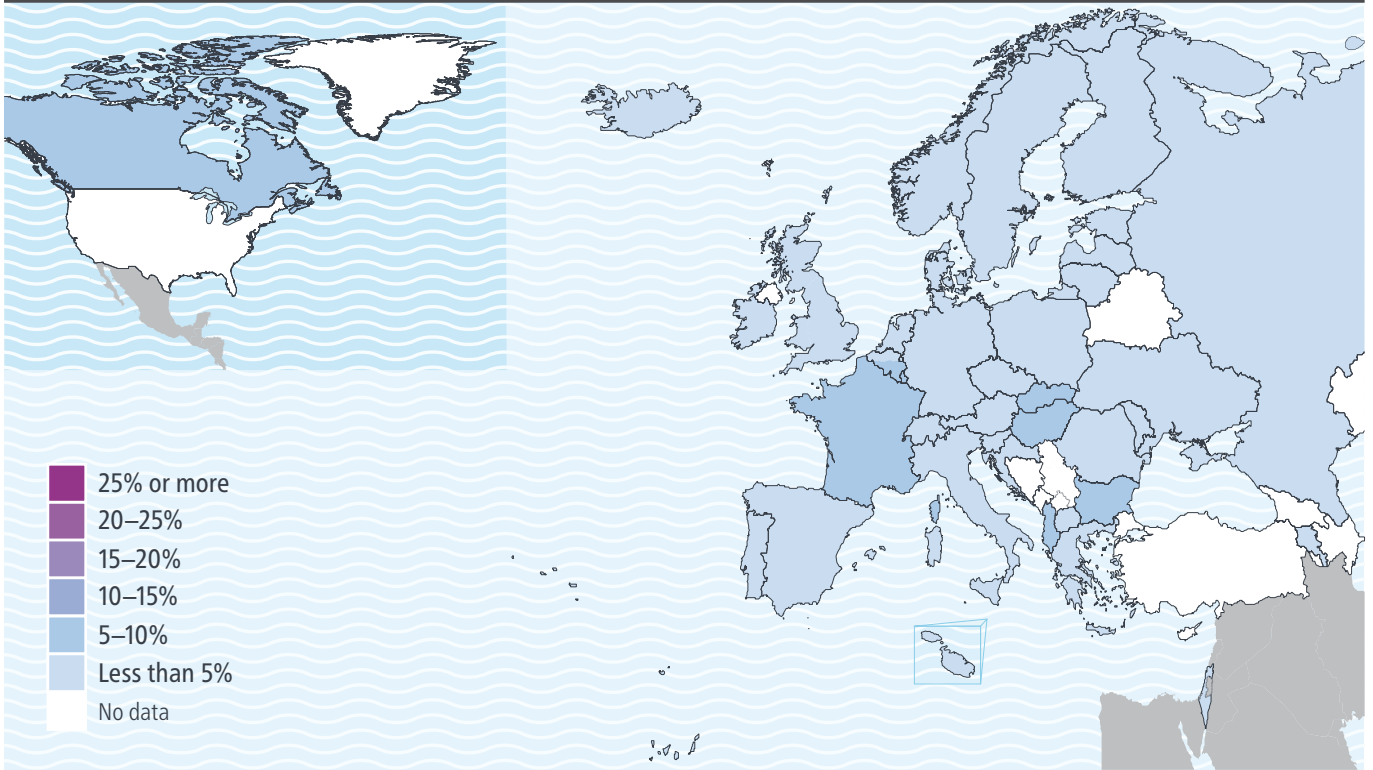 25% or more
20–25%
15–20%
10–15%
5–10%
Less than 5%
No data